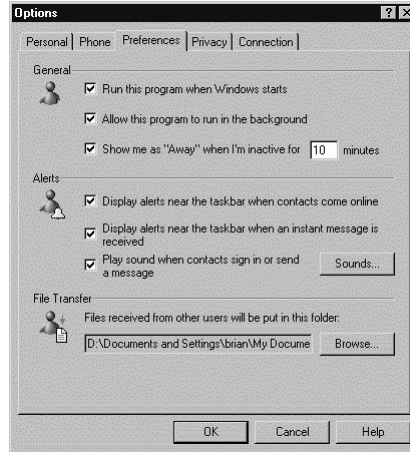 Options
Personal Phone Preferences Privacy Connection
General
Run this program when Windows starts
Allow this program to run in the background
Show me as "Away" when I'm inactive for 10 minutes
Alerts
Display alerts near the taskbar when contacts come online
Display alerts near the taskbar when an instant message is
received
Play sound when contacts sign in or send
a message
Sounds...
File Transfer
Files received from other users will be put in this folder:
D:\Documents and Settings\brian\My Docume
Browse...
OK Cancel Help